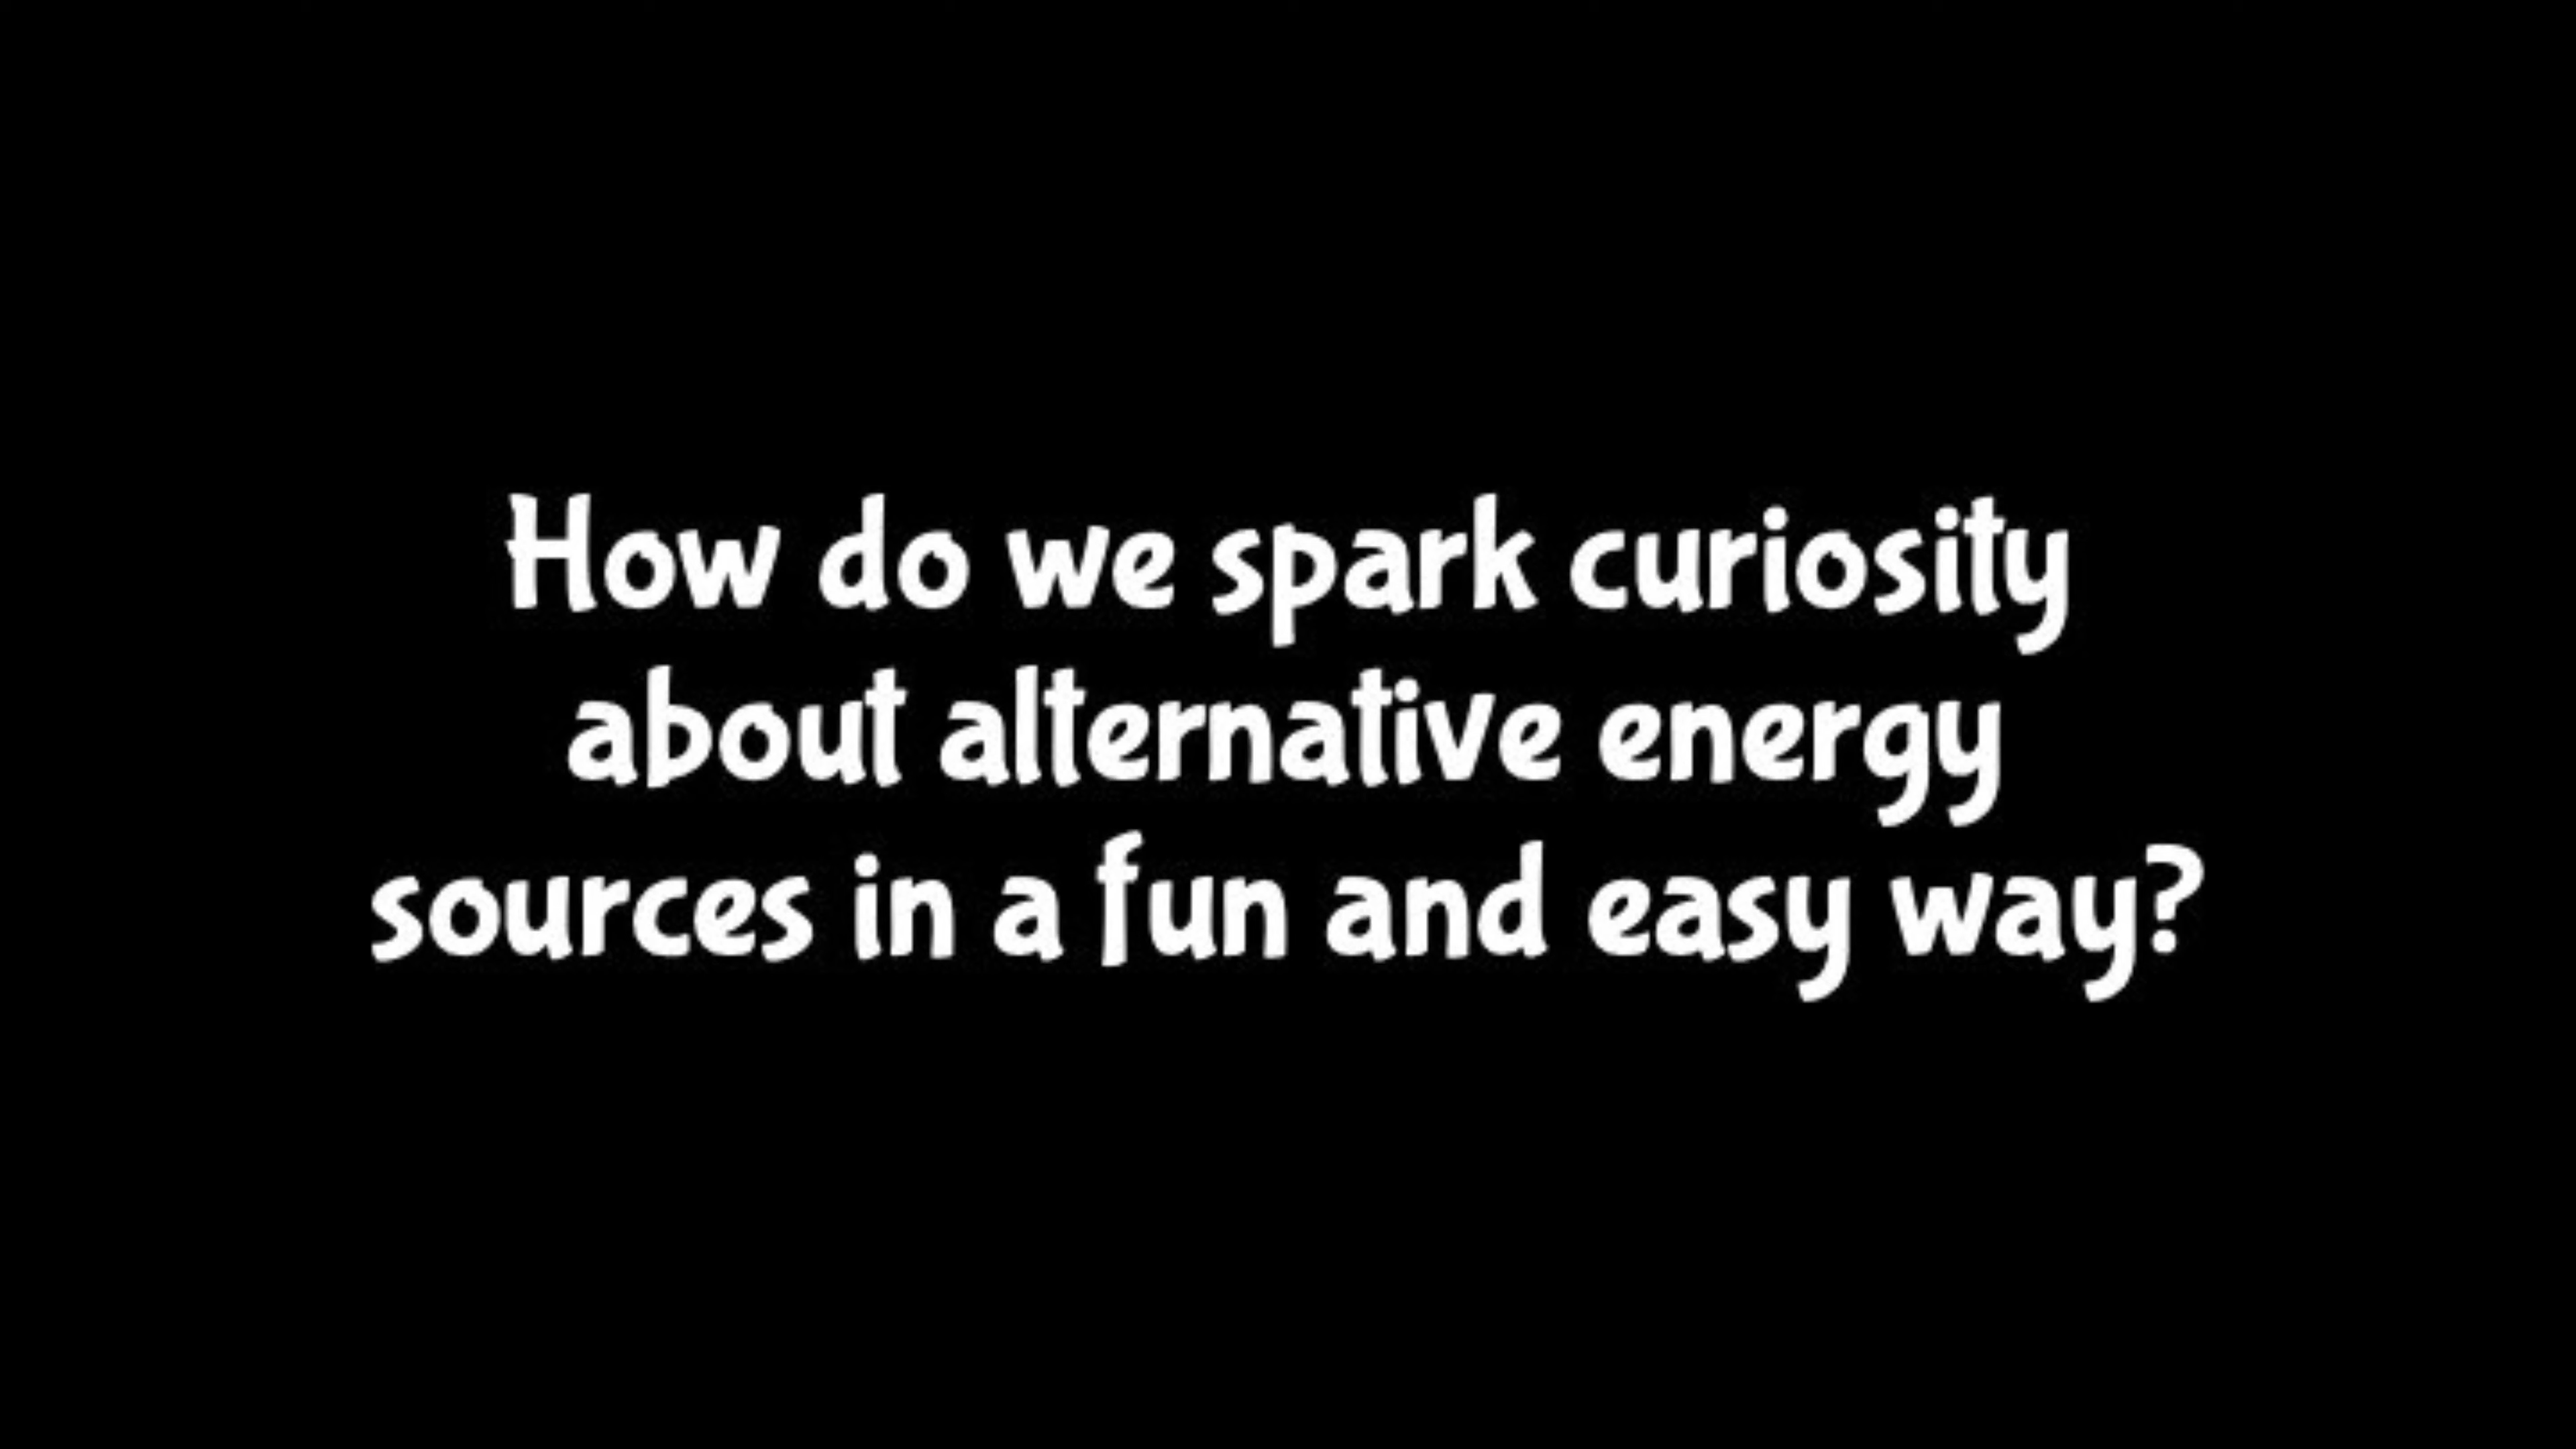 How do we spark curiosity
about alternative energy
sources in a fun and easy way?